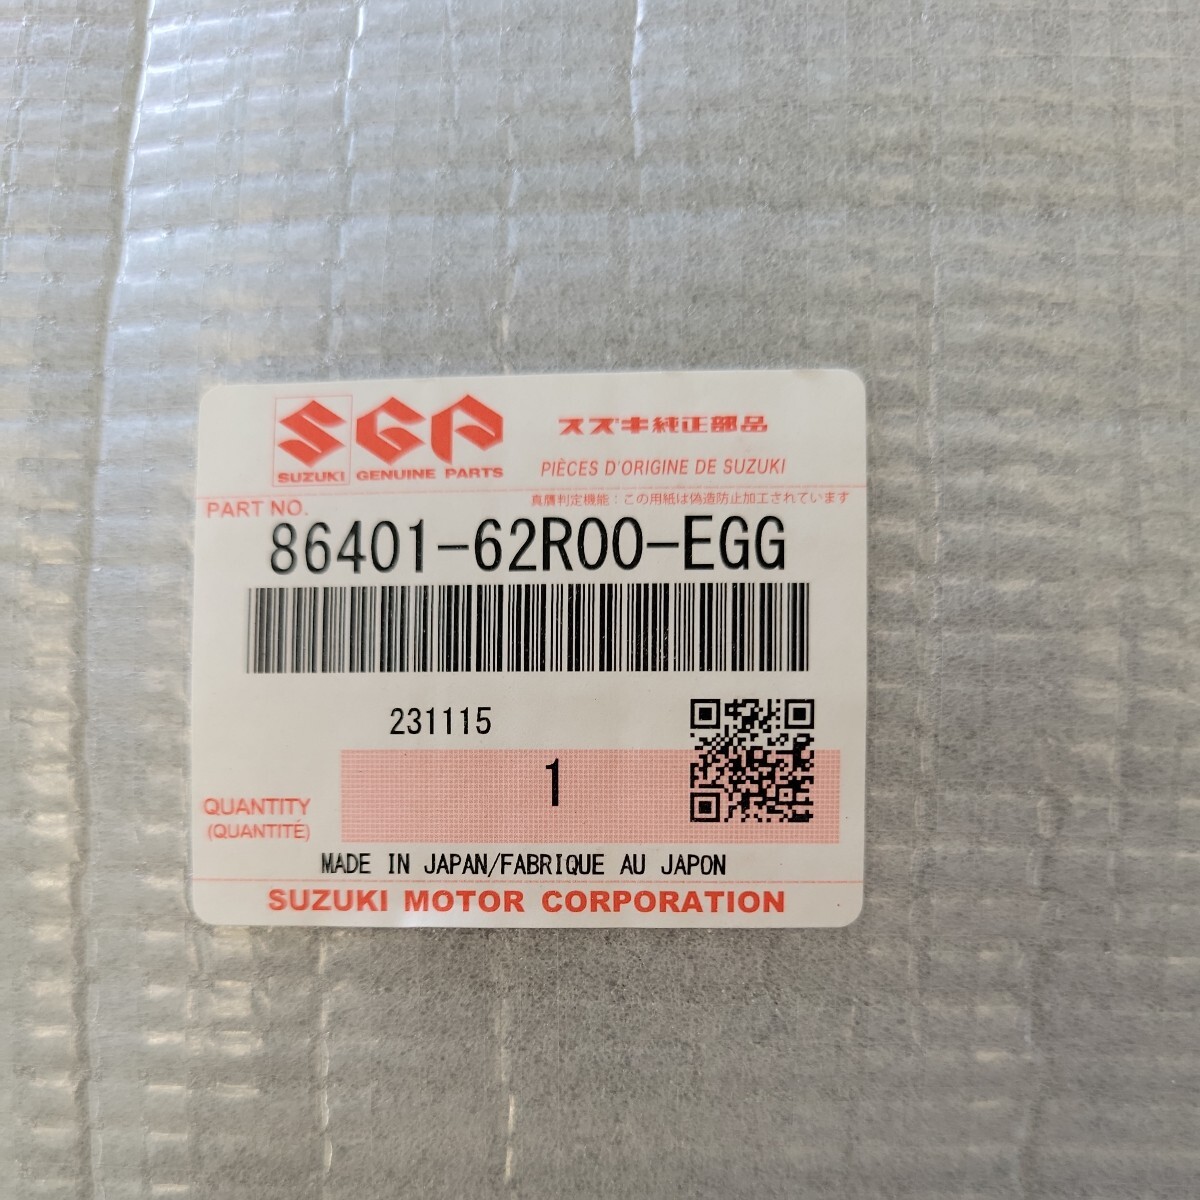 SGP
スズキ純正部品
SUZUKI GENUINE PARTS
PIÈCES D'ORIGINE DE SUZUKI
真贋判定機能：この用紙は偽造防止加工されています
PART NO.
86401-62R00-EGG
231115
1
QUANTITY
(QUANTITÉ)
MADE IN JAPAN/FABRIQUE AU JAPON
SUZUKI MOTOR CORPORATION